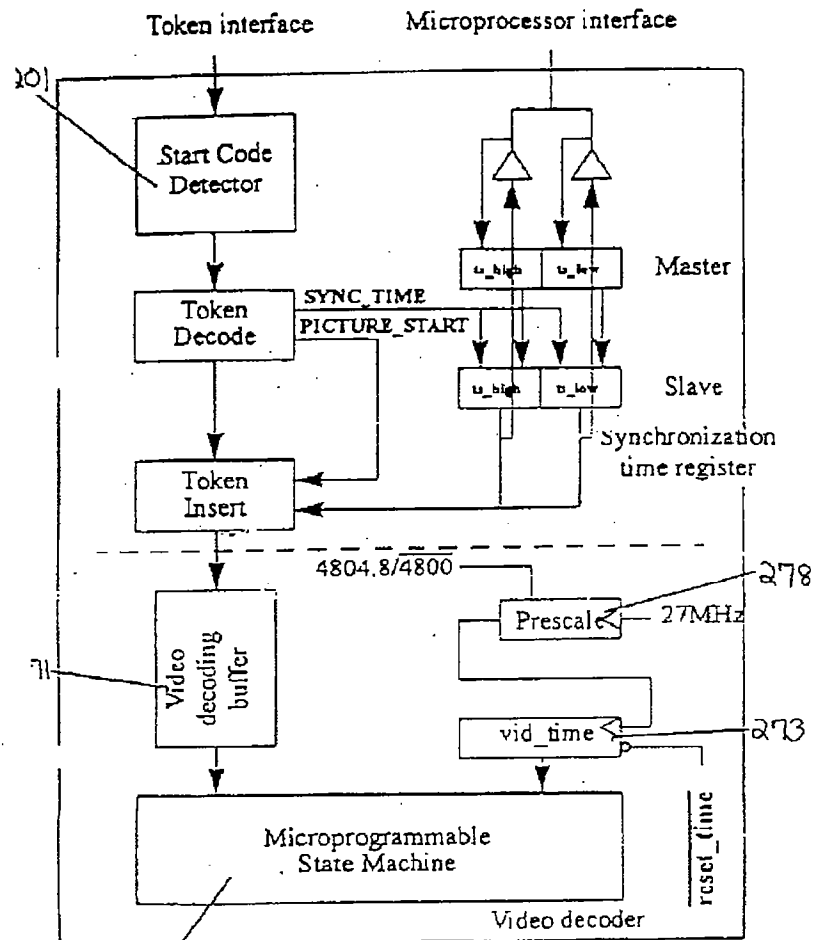 Token interface
Microprocessor interface
201
Start Code
Detector
ts_high
ts_low
Master
Token
Decode
SYNC_TIME
PICTURE_START
ts_high
ts_low
Slave
Synchronization
time register
Token
Insert
4804.8/4800
278
Prescale
27MHz
71
Video
decoding
buffer
vid_time
273
reset_time
Microprogrammable
State Machine
Video decoder